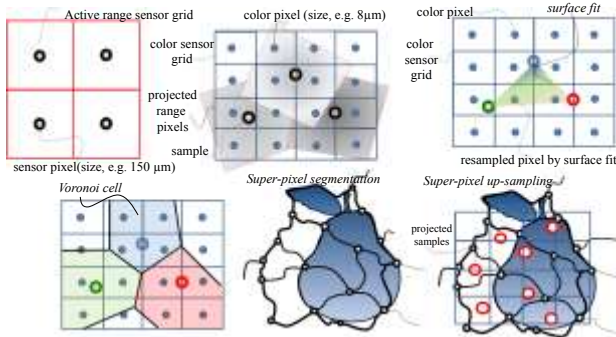 Active range sensor grid
sensor pixel(size, e.g. 150 µm)
color pixel (size, e.g. 8µm)
color sensor
grid
projected
range
pixels
sample
color pixel
surface fit
color
sensor
grid
resampled pixel by surface fit
Voronoi cell
Super-pixel segmentation
Super-pixel up-sampling
projected
samples